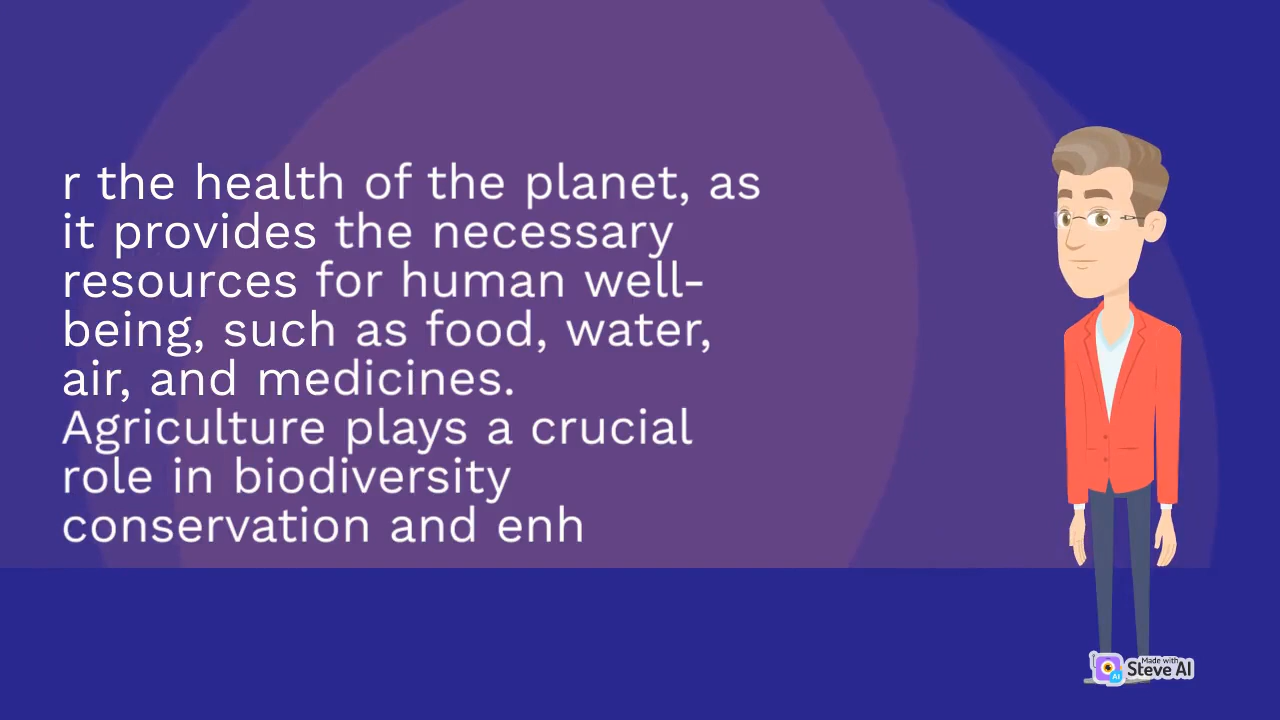 r the health of the planet, as
it provides the necessary
resources for human well-
being, such as food, water,
air, and medicines.
Agriculture plays a crucial
role in biodiversity
conservation and enh
Made with
Steve AI
AI